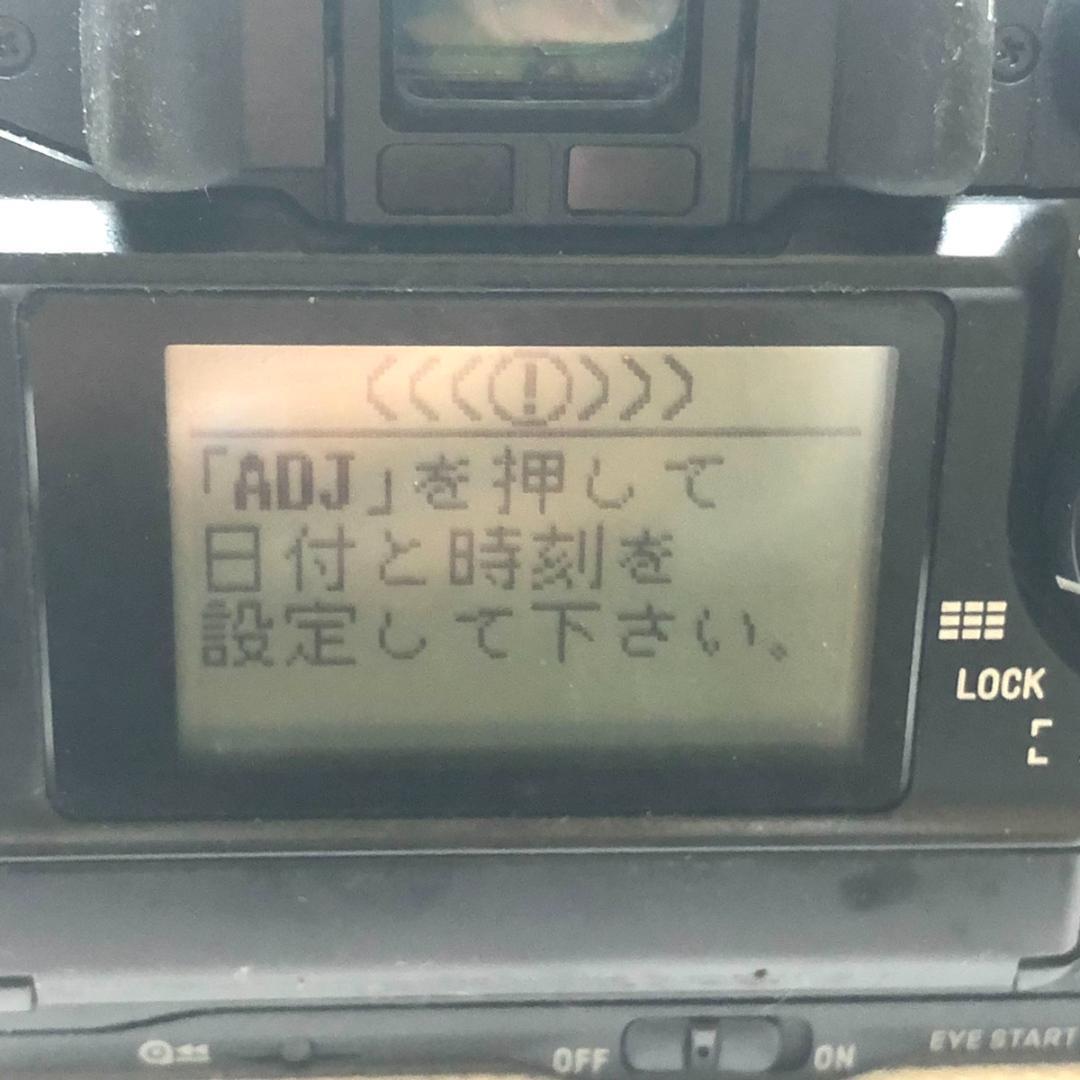 <<<!>>>
「ADJ」を押して
日付と時刻を
設定して下さい。
LOCK
OFF
ON
EYE START